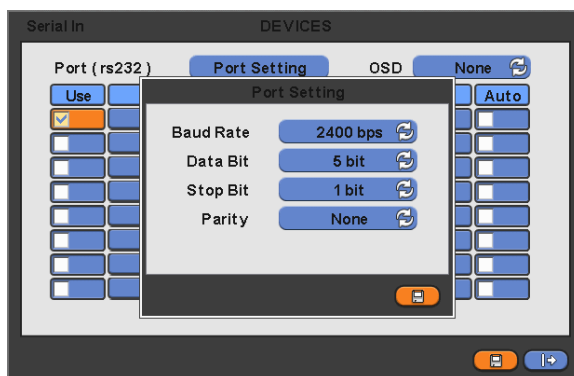 Serial In DEVICES
Port ( rs232 ) Port Setting OSD None
Use Auto
Port Setting
Baud Rate 2400 bps
Data Bit 5 bit
Stop Bit 1 bit
Parity None